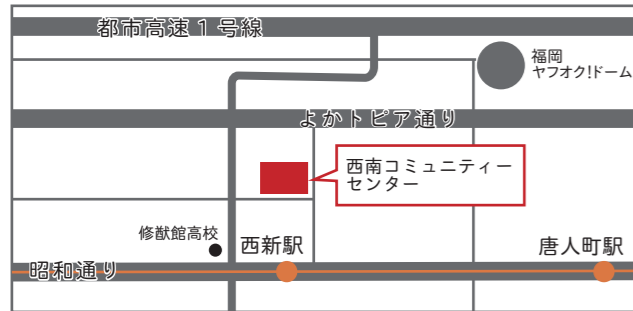 都市高速1号線
福岡
ヤフオク!ドーム
よかトピア通り
西南コミュニティー
センター
修猷館高校
西新駅
唐人町駅
昭和通り